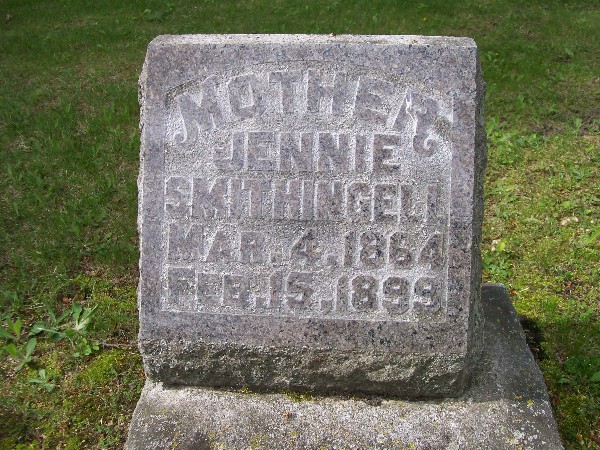 MOTHER
JENNIE
SMITHINGELL
MAR. 4, 1864
FEB. 15, 1899